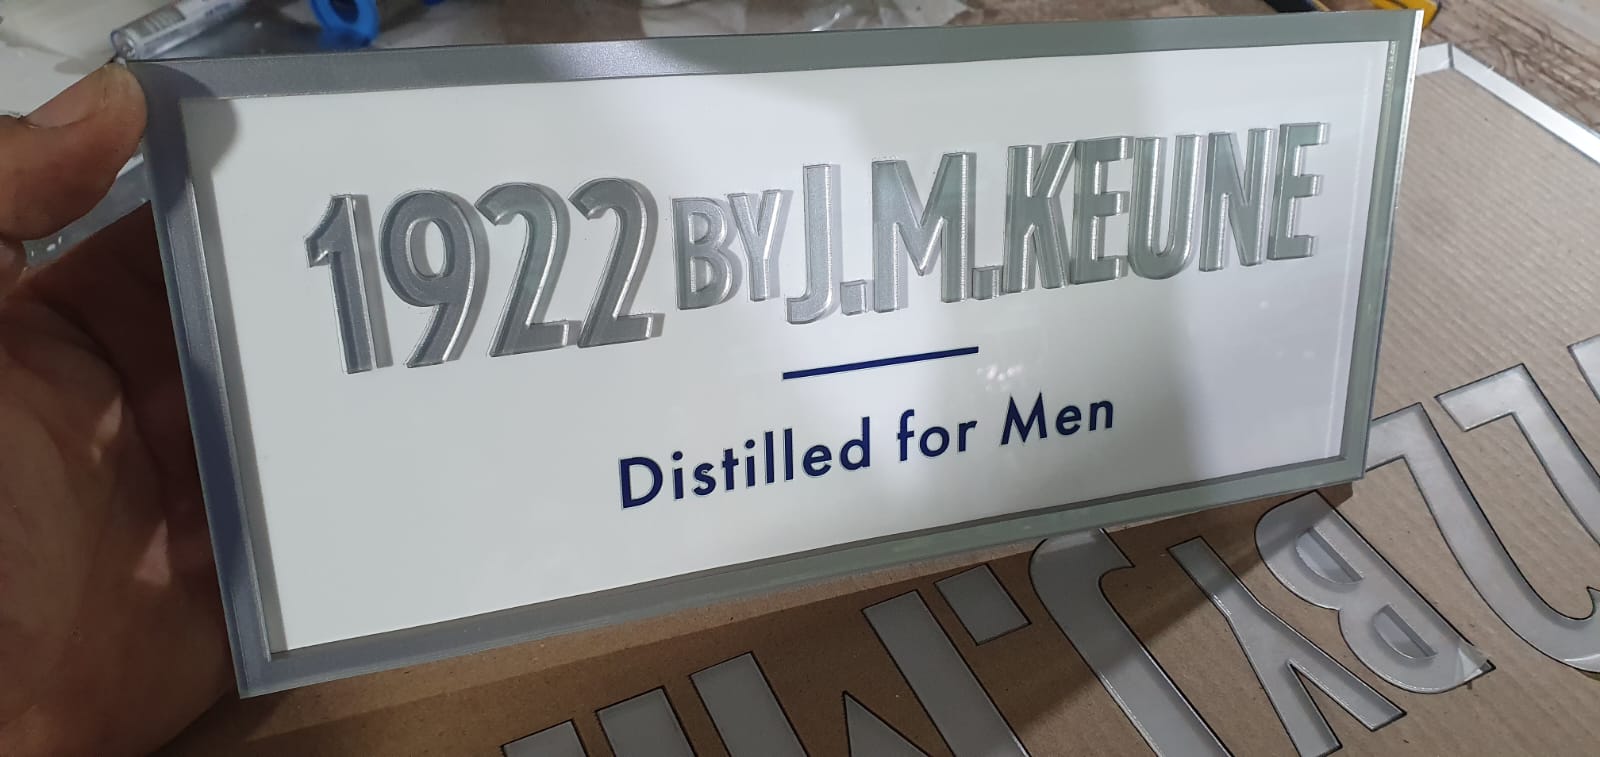 1922 BY J.M.KEUNE
Distilled for Men